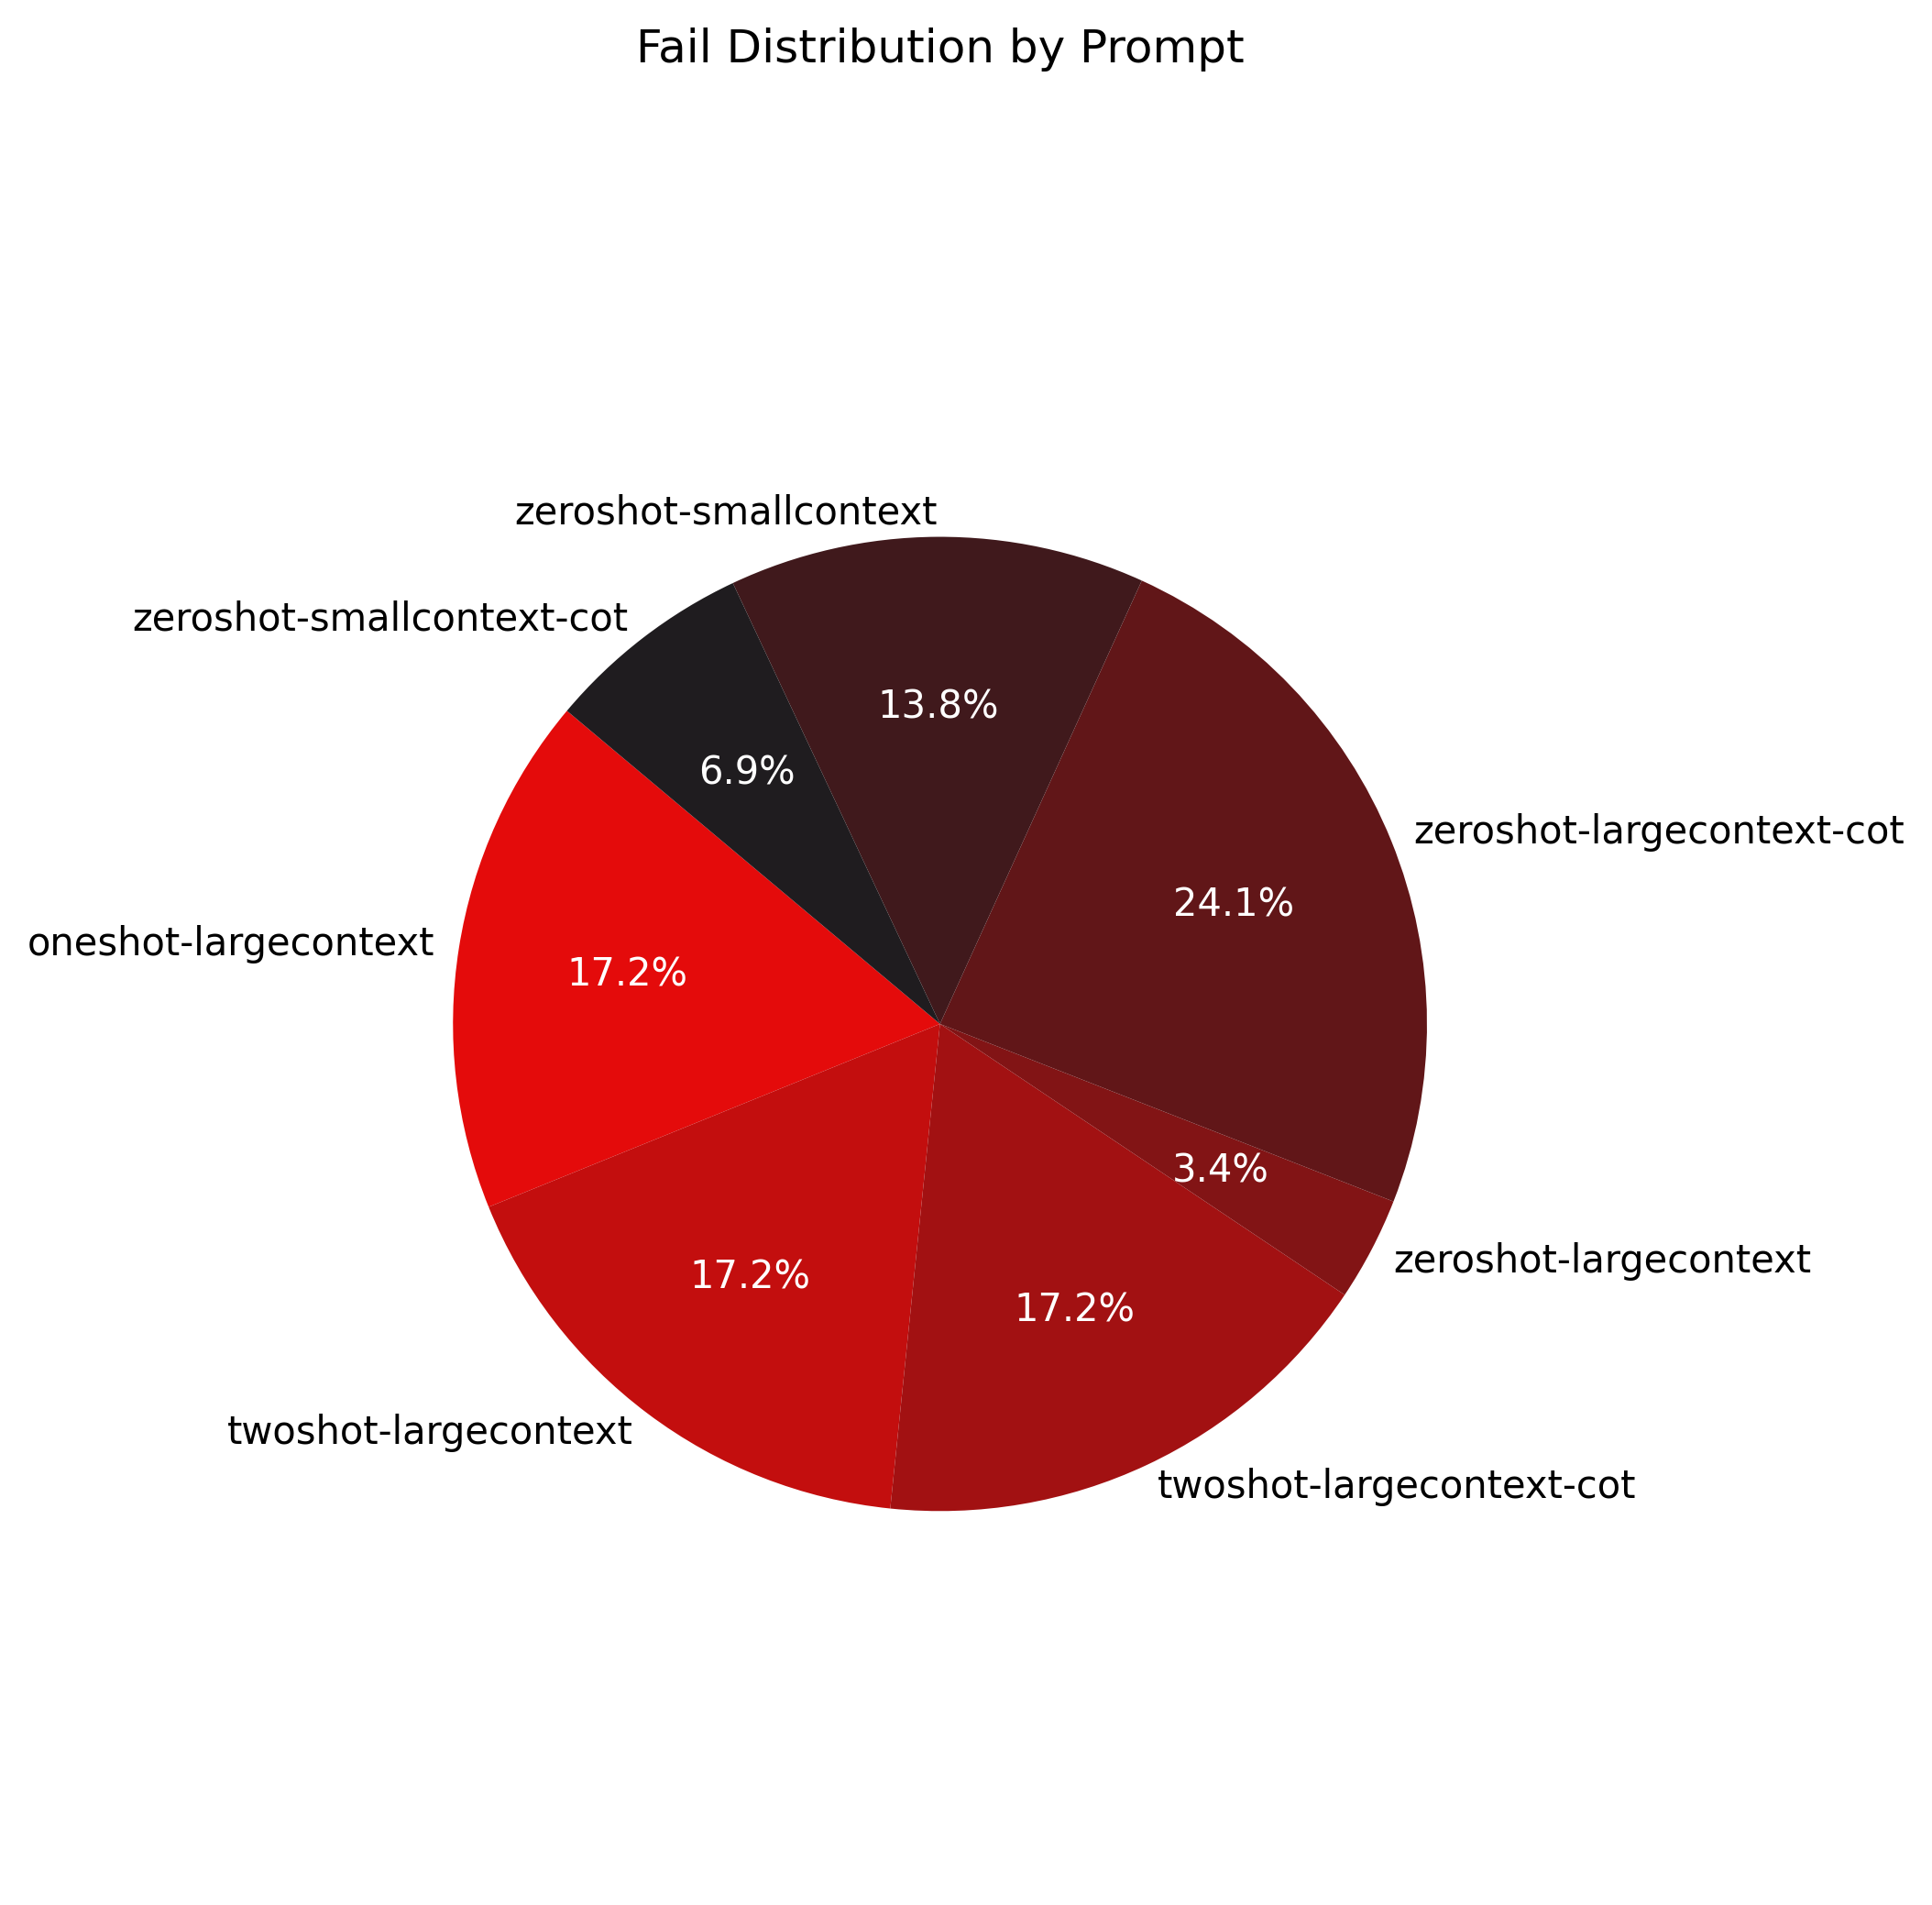 Fail Distribution by Prompt
zeroshot-smallcontext
zeroshot-smallcontext-cot
13.8%
6.9%
zeroshot-largecontext-cot
24.1%
oneshot-largecontext
17.2%
3.4%
zeroshot-largecontext
17.2%
17.2%
twoshot-largecontext
twoshot-largecontext-cot